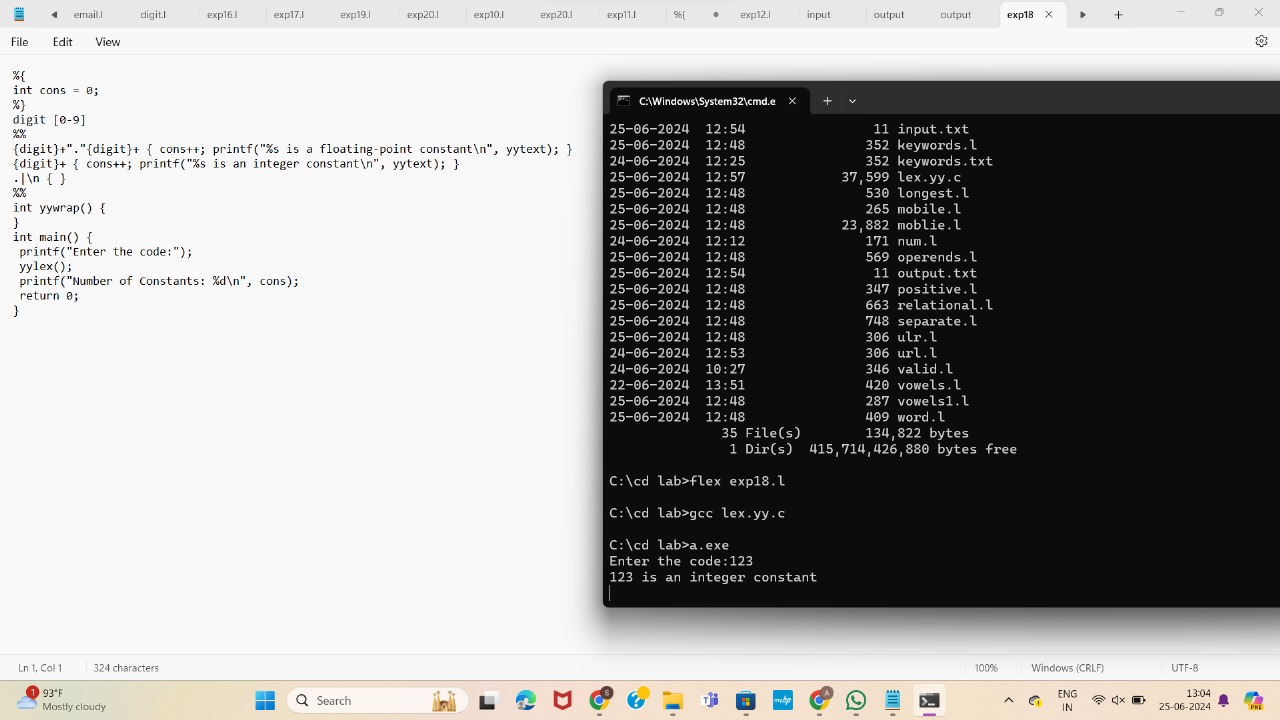 email.l digit.l exp16.l exp17.l exp19.l exp20.l exp10.l exp20.l exp11.l %{ exp12.l input output output exp18
File Edit View
%{
int cons = 0;
%}
digit [0-9]
%%
{digit}+"."{digit}+ { cons++; printf("%s is a floating-point constant\n", yytext); }
{digit}+ { cons++; printf("%s is an integer constant\n", yytext); }
.|\n { }
%%
int yywrap() {
}
int main() {
printf("Enter the code:");
yylex();
printf("Number of Constants: %d\n", cons);
return 0;
}
C:\Windows\System32\cmd.e
25-06-2024 12:54 11 input.txt
25-06-2024 12:48 352 keywords.l
24-06-2024 12:25 352 keywords.txt
25-06-2024 12:57 37,599 lex.yy.c
25-06-2024 12:48 530 longest.l
25-06-2024 12:48 265 mobile.l
25-06-2024 12:48 23,882 moblie.l
24-06-2024 12:12 171 num.l
25-06-2024 12:48 569 operends.l
25-06-2024 12:54 11 output.txt
25-06-2024 12:48 347 positive.l
25-06-2024 12:48 663 relational.l
25-06-2024 12:48 748 separate.l
25-06-2024 12:48 306 ulr.l
24-06-2024 12:53 306 url.l
24-06-2024 10:27 346 valid.l
22-06-2024 13:51 420 vowels.l
25-06-2024 12:48 287 vowels1.l
25-06-2024 12:48 409 word.l
35 File(s) 134,822 bytes
1 Dir(s) 415,714,426,880 bytes free
C:\cd lab>flex exp18.l
C:\cd lab>gcc lex.yy.c
C:\cd lab>a.exe
Enter the code:123
123 is an integer constant
Ln 1, Col 1 324 characters 100% Windows (CRLF) UTF-8
1 93°F
Mostly cloudy
Search
S
A
ENG
IN
13:04
25-06-2024
PRE